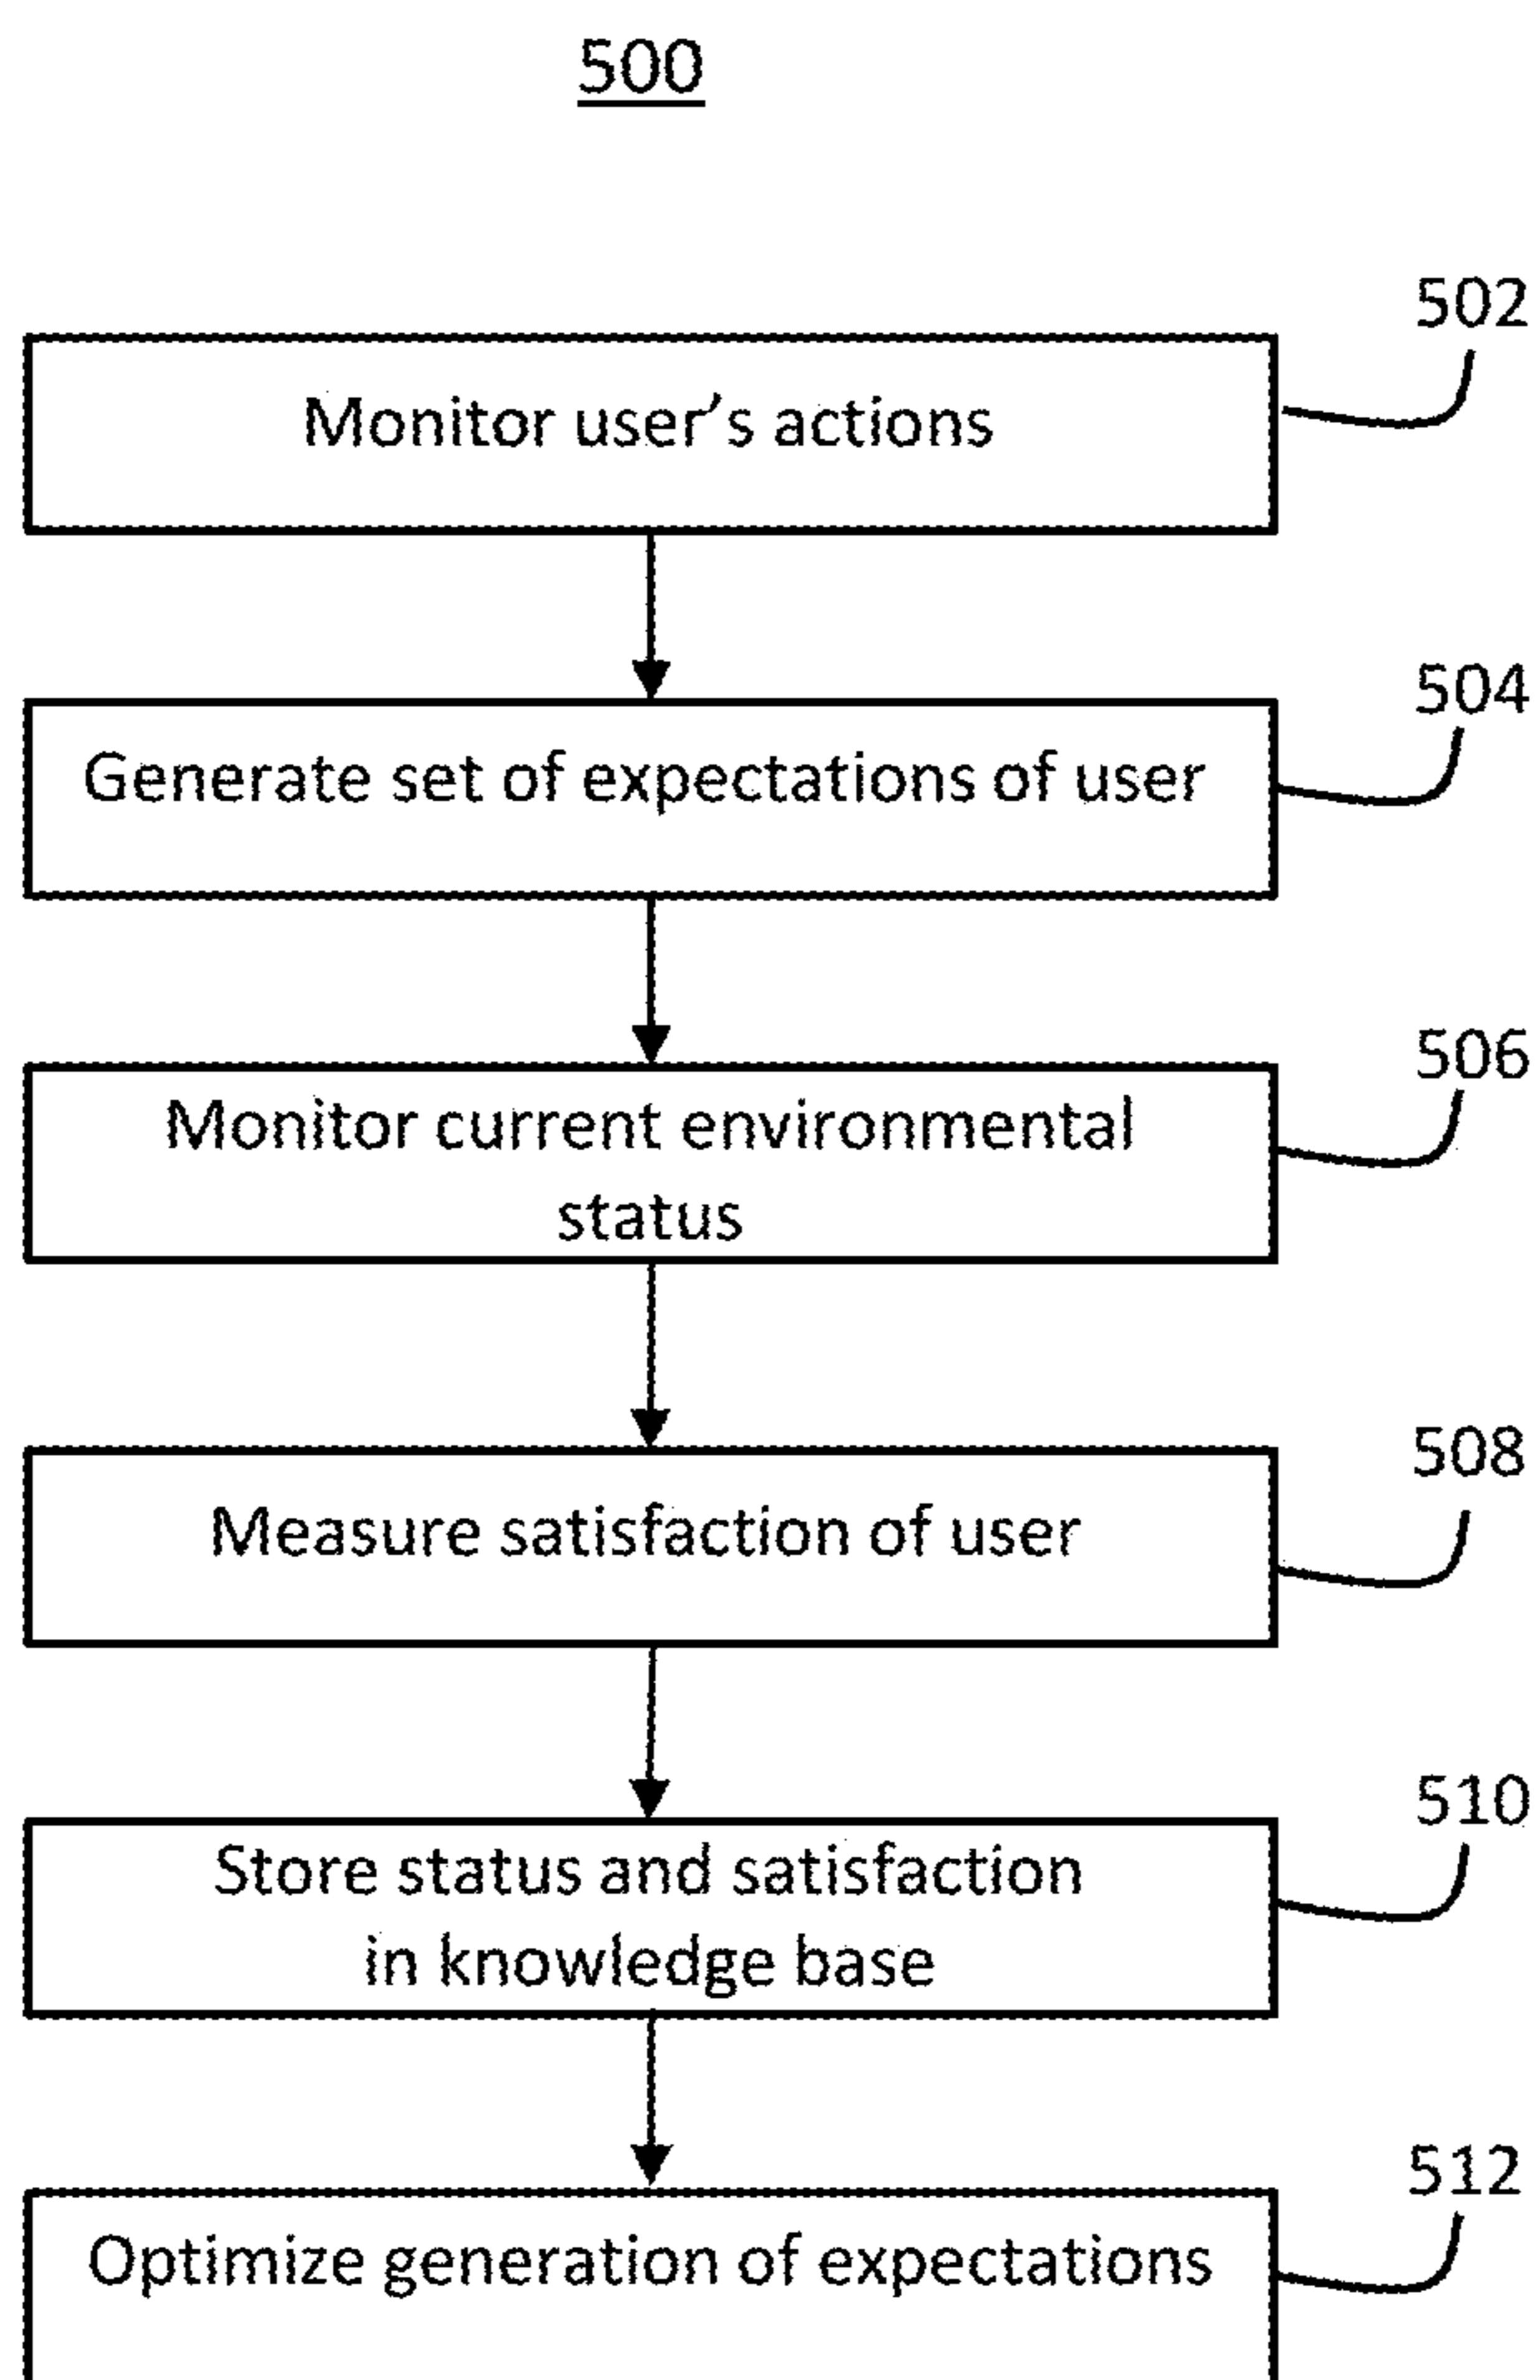 500
502
Monitor user's actions
504
Generate set of expectations of user
506
Monitor current environmental
status
508
Measure satisfaction of user
510
Store status and satisfaction
in knowledge base
512
Optimize generation of expectations